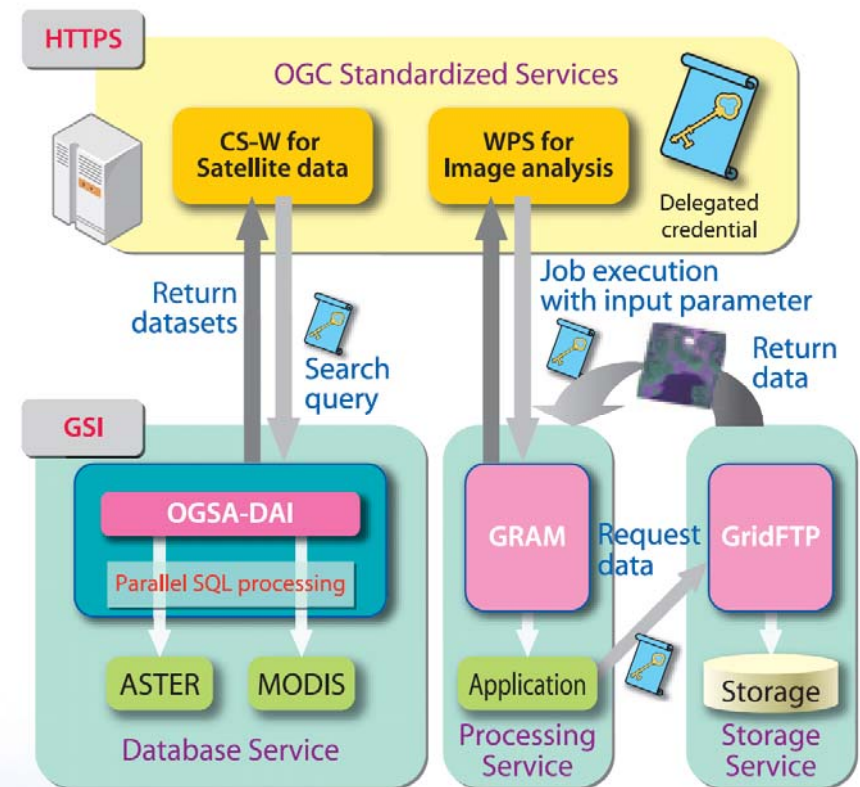 HTTPS
OGC Standardized Services
CS-W for
Satellite data
WPS for
Image analysis
Delegated
credential
Return
datasets
Search
query
Job execution
with input parameter
Return
data
GSI
OGSA-DAI
Parallel SQL processing
ASTER
MODIS
Database Service
GRAM
Request
data
GridFTP
Application
Processing
Service
Storage
Storage
Service